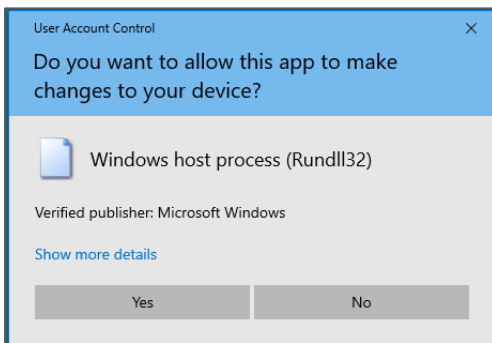 User Account Control
Do you want to allow this app to make
changes to your device?
Windows host process (Rundll32)
Verified publisher: Microsoft Windows
Show more details
Yes
No